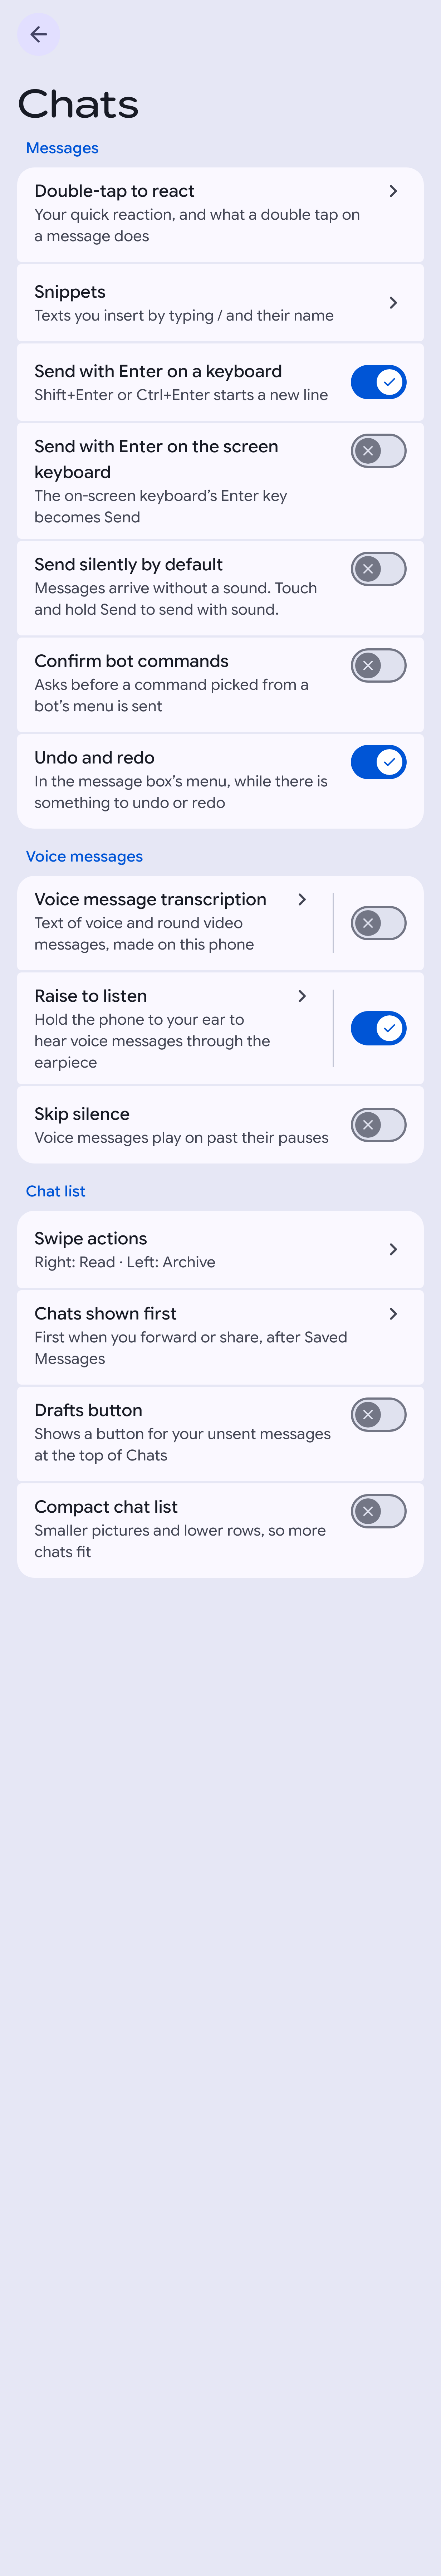 Chats
Messages
Double-tap to react
Your quick reaction, and what a double tap on
a message does
Snippets
Texts you insert by typing / and their name
Send with Enter on a keyboard
Shift+Enter or Ctrl+Enter starts a new line
Send with Enter on the screen
keyboard
The on-screen keyboard’s Enter key
becomes Send
Send silently by default
Messages arrive without a sound. Touch
and hold Send to send with sound.
Confirm bot commands
Asks before a command picked from a
bot’s menu is sent
Undo and redo
In the message box’s menu, while there is
something to undo or redo
Voice messages
Voice message transcription
Text of voice and round video
messages, made on this phone
Raise to listen
Hold the phone to your ear to
hear voice messages through the
earpiece
Skip silence
Voice messages play on past their pauses
Chat list
Swipe actions
Right: Read · Left: Archive
Chats shown first
First when you forward or share, after Saved
Messages
Drafts button
Shows a button for your unsent messages
at the top of Chats
Compact chat list
Smaller pictures and lower rows, so more
chats fit